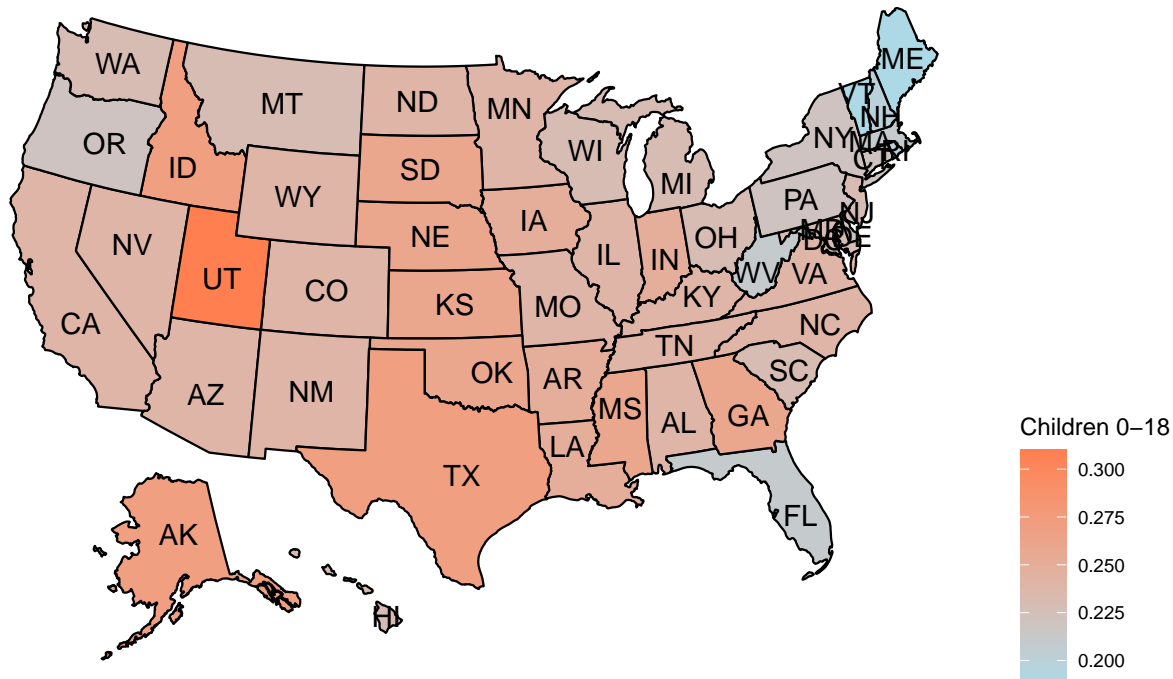 ME
WA
VT
NH
MT
ND
MN
OR
NY
MA
WI
RI
CT
ID
SD
MI
WY
PA
NJ
IA
NE
OH
NV
DE
IL
IN
WV
UT
CO
VA
KS
MO
KY
CA
NC
TN
OK
AR
SC
AZ
NM
MS
GA
AL
LA
Children 0–18
TX
0.300
FL
0.275
AK
0.250
HI
0.225
0.200